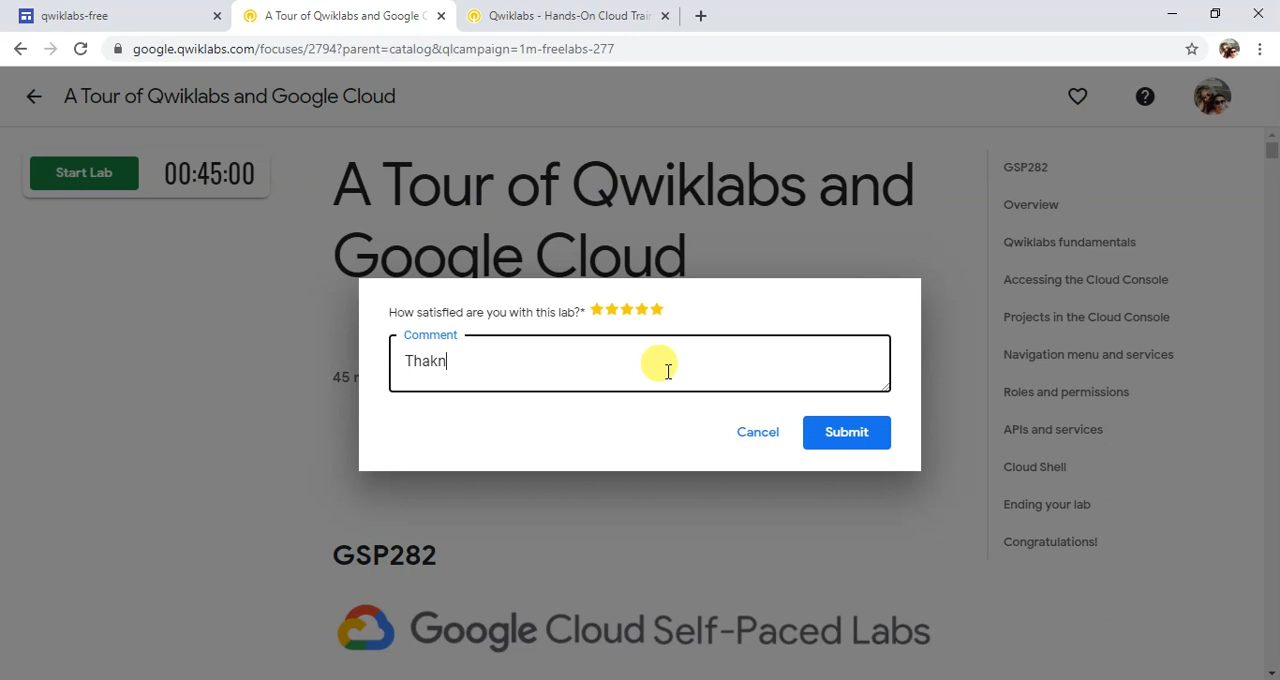 qwiklabs-free
A Tour of Qwiklabs and Google C
Qwiklabs - Hands-On Cloud Train
google.qwiklabs.com/focuses/2794?parent=catalog&qlcampaign=1m-freelabs-277
A Tour of Qwiklabs and Google Cloud
Start Lab
00:45:00
A Tour of Qwiklabs and
Google Cloud
How satisfied are you with this lab?*
Comment
Thakn
45 r
Cancel
Submit
GSP282
Google Cloud Self-Paced Labs
GSP282
Overview
Qwiklabs fundamentals
Accessing the Cloud Console
Projects in the Cloud Console
Navigation menu and services
Roles and permissions
APIs and services
Cloud Shell
Ending your lab
Congratulations!